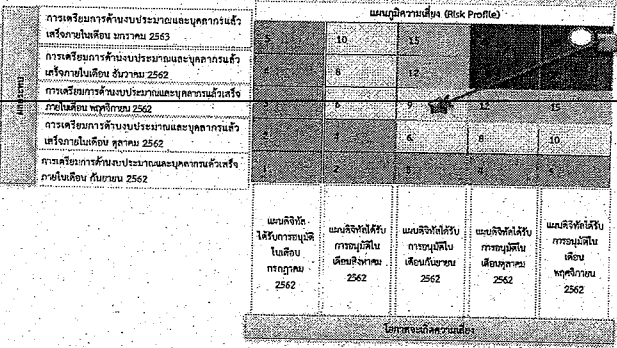 แผนภูมิความเสี่ยง (Risk Profile)
การเตรียมการด้านงบประมาณและบุคลากรแล้ว
เสร็จภายในเดือน มกราคม 2563
5 10 15
การเตรียมการด้านงบประมาณและบุคลากรแล้ว
เสร็จภายในเดือน ธันวาคม 2562
4 8 12
การเตรียมการด้านงบประมาณและบุคลากรแล้วเสร็จ
ภายในเดือน พฤศจิกายน 2562
3 6 9 12 15
การเตรียมการด้านงบประมาณและบุคลากรแล้ว
เสร็จภายในเดือน ตุลาคม 2562
2 4 6 8 10
การเตรียมการด้านงบประมาณและบุคลากรแล้วเสร็จ
ภายในเดือน กันยายน 2562
1 2 3 4 5
แผนดิจิทัล
ได้รับการอนุมัติ
ในเดือน
กรกฎาคม
2562
แผนดิจิทัลได้รับ
การอนุมัติใน
เดือนสิงหาคม
2562
แผนดิจิทัลได้รับ
การอนุมัติใน
เดือนกันยายน
2562
แผนดิจิทัลได้รับ
การอนุมัติใน
เดือนตุลาคม
2562
แผนดิจิทัลได้รับ
การอนุมัติใน
เดือน
พฤศจิกายน
2562
โอกาสจะเกิดความเสี่ยง